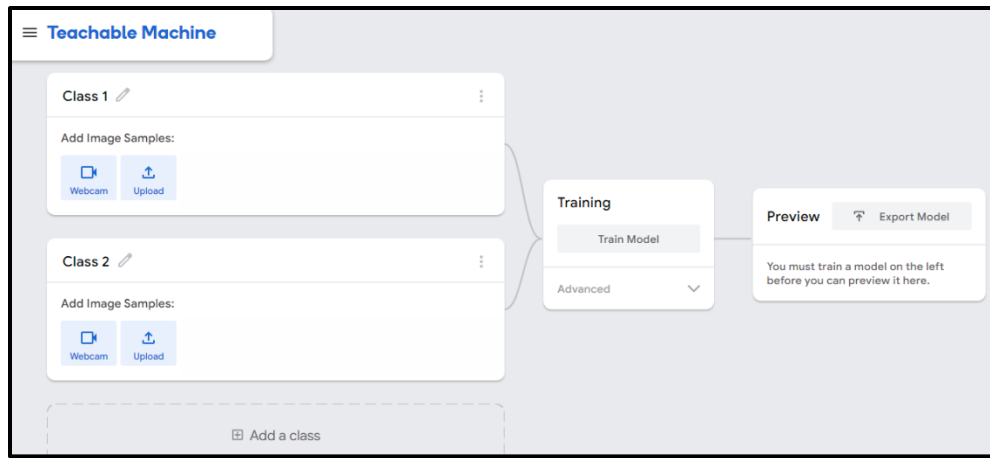 Teachable Machine
Class 1
Add Image Samples:
Webcam
Upload
Class 2
Add Image Samples:
Webcam
Upload
Add a class
Training
Train Model
Advanced
Preview
Export Model
You must train a model on the left
before you can preview it here.